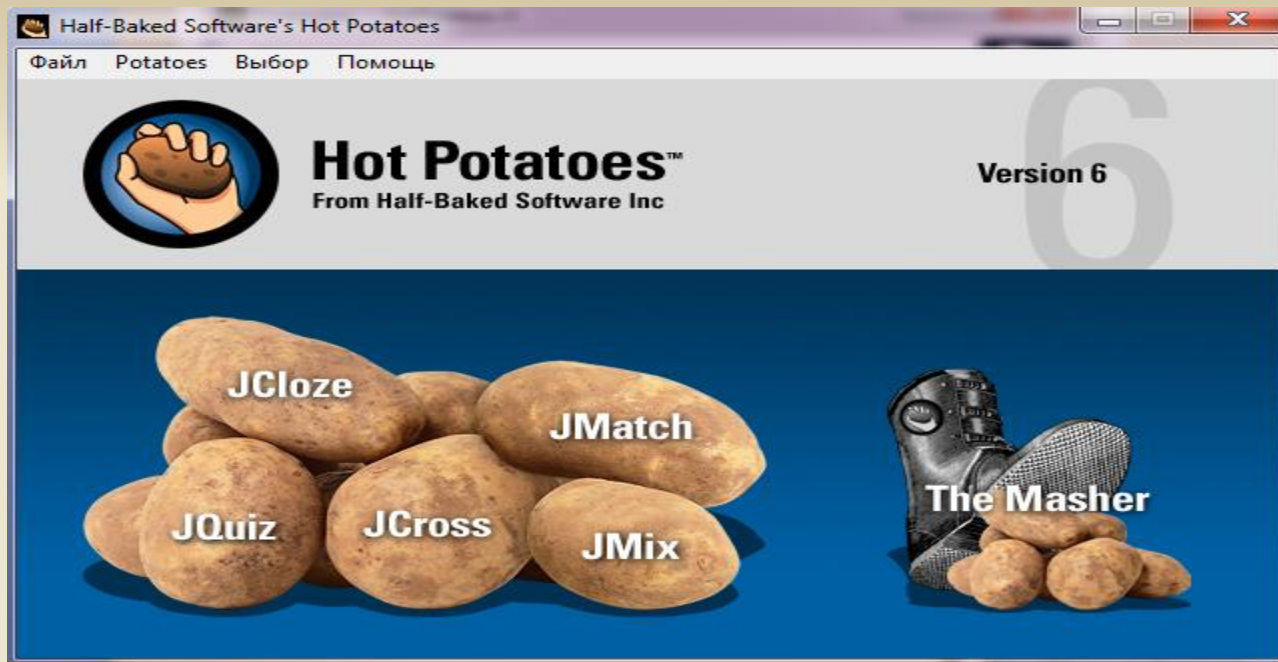 Half-Baked Software's Hot Potatoes
Файл Potatoes Выбор Помощь
6
Hot Potatoes™
From Half-Baked Software Inc
Version 6
JCloze
JMatch
JQuiz
JCross
JMix
The Masher